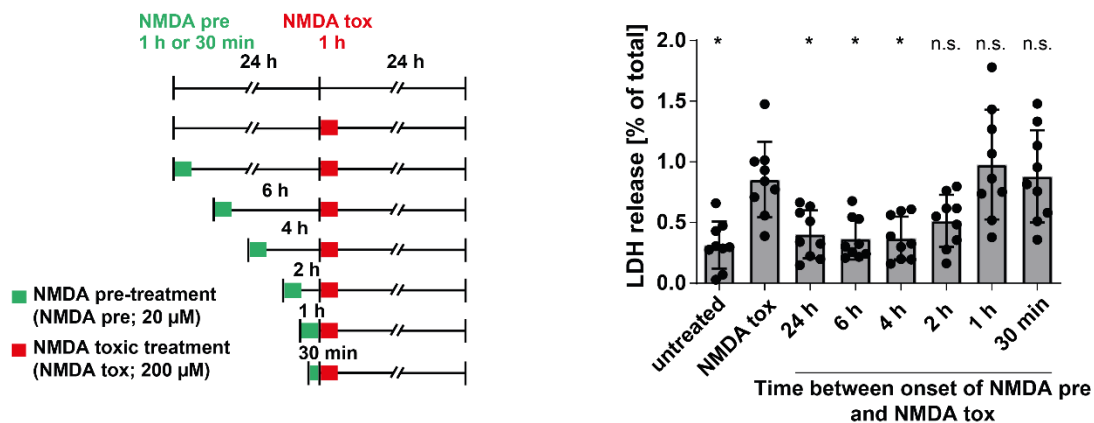 NMDA pre
1 h or 30 min
NMDA tox
1 h
24 h
24 h
6 h
4 h
2 h
1 h
30 min
NMDA pre-treatment
(NMDA pre; 20 µM)
NMDA toxic treatment
(NMDA tox; 200 µM)
LDH release [% of total]
2.0
1.5
1.0
0.5
0.0
* * * * n.s. n.s. n.s.
untreated
NMDA tox
24 h
6 h
4 h
2 h
1 h
30 min
Time between onset of NMDA pre
and NMDA tox